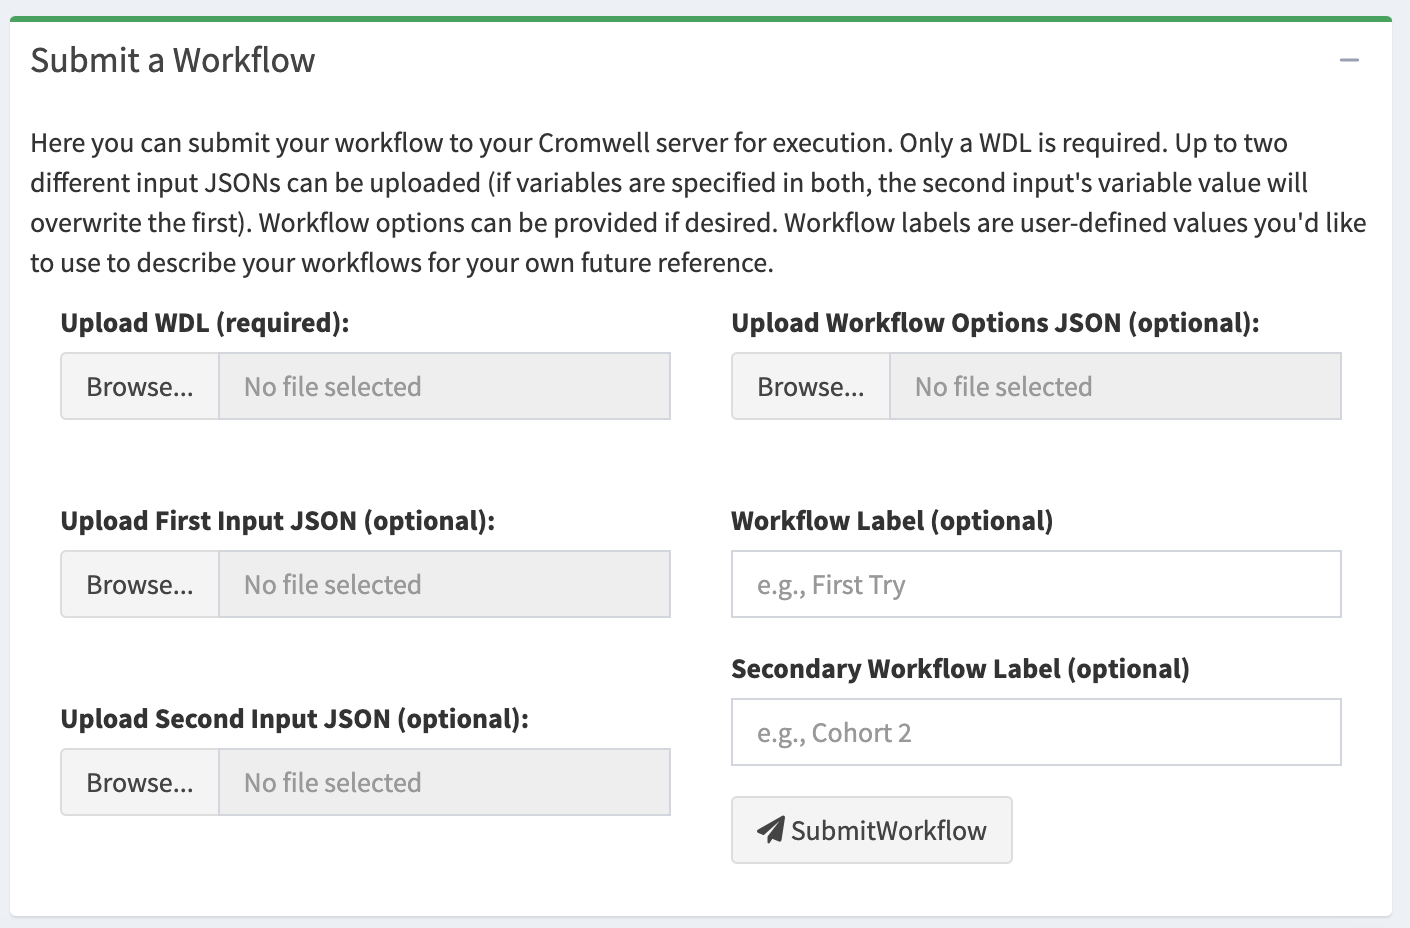 Submit a Workflow
Here you can submit your workflow to your Cromwell server for execution. Only a WDL is required. Up to two
different input JSONs can be uploaded (if variables are specified in both, the second input's variable value will
overwrite the first). Workflow options can be provided if desired. Workflow labels are user-defined values you'd like
to use to describe your workflows for your own future reference.
Upload WDL (required):
Browse... No file selected
Upload First Input JSON (optional):
Browse... No file selected
Upload Second Input JSON (optional):
Browse... No file selected
Upload Workflow Options JSON (optional):
Browse... No file selected
Workflow Label (optional)
e.g., First Try
Secondary Workflow Label (optional)
e.g., Cohort 2
SubmitWorkflow